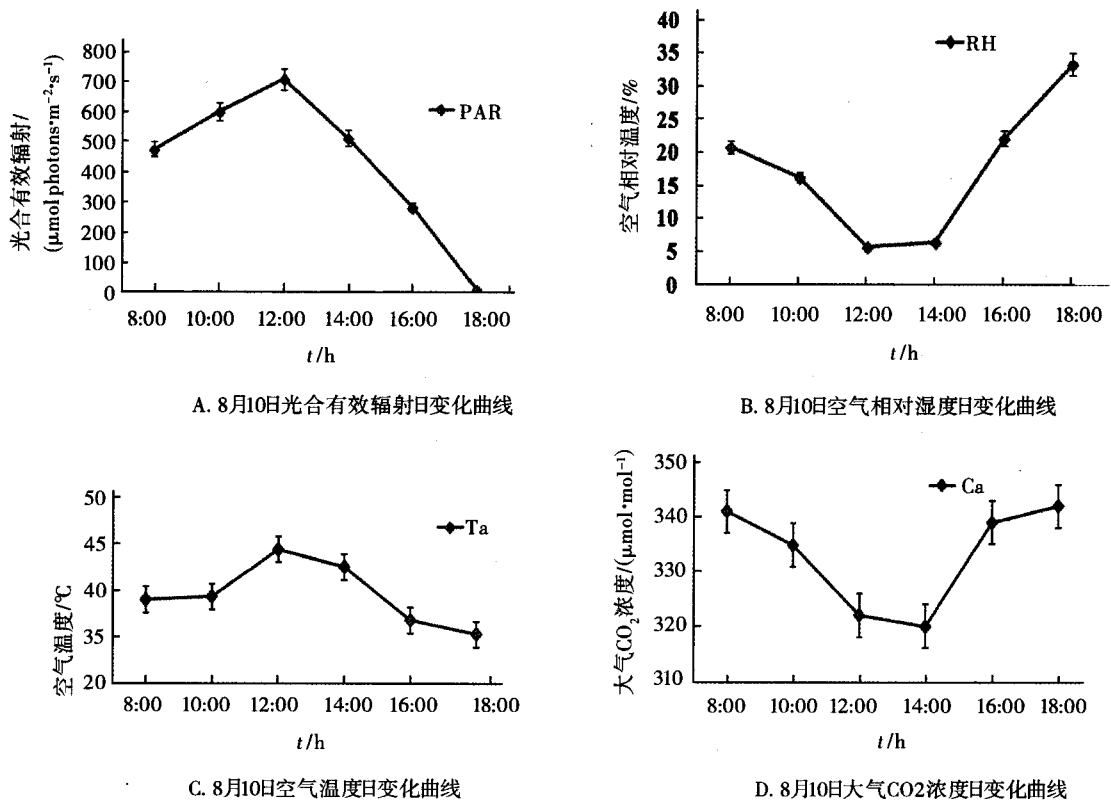 光合有效辐射/
(μmol photons·m⁻²·s⁻¹)
800
700
600
500
400
300
200
100
0
PAR
8:00 10:00 12:00 14:00 16:00 18:00
t/h
A. 8月10日光合有效辐射日变化曲线
空气相对温度/%
40
35
30
25
20
15
10
5
0
RH
8:00 10:00 12:00 14:00 16:00 18:00
t/h
B. 8月10日空气相对湿度日变化曲线
空气温度/℃
50
45
40
35
20
Ta
8:00 10:00 12:00 14:00 16:00 18:00
t/h
C. 8月10日空气温度日变化曲线
大气CO₂浓度/(μmol·mol⁻¹)
350
340
330
320
310
Ca
8:00 10:00 12:00 14:00 16:00 18:00
t/h
D. 8月10日大气CO2浓度日变化曲线